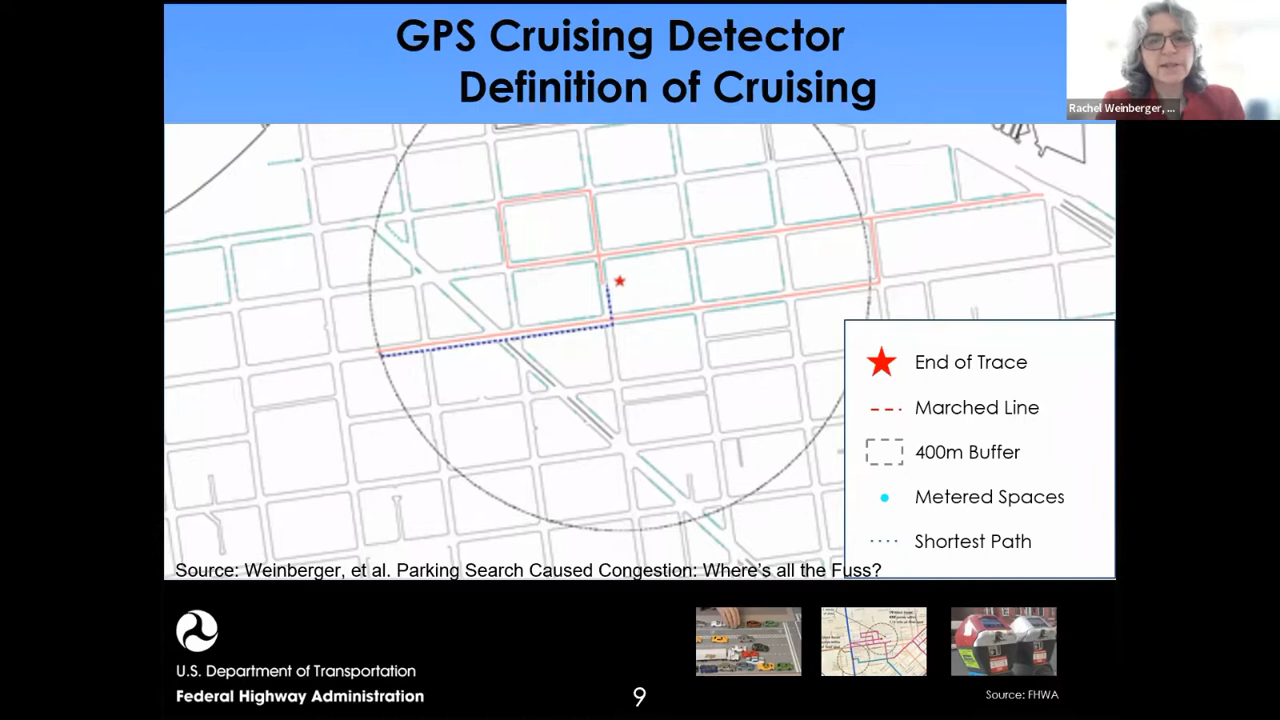 GPS Cruising Detector
Definition of Cruising
Rachel Weinberger, ...
End of Trace
Marched Line
400m Buffer
Metered Spaces
Shortest Path
Source: Weinberger, et al. Parking Search Caused Congestion: Where's all the Fuss?
U.S. Department of Transportation
Federal Highway Administration
9
Source: FHWA